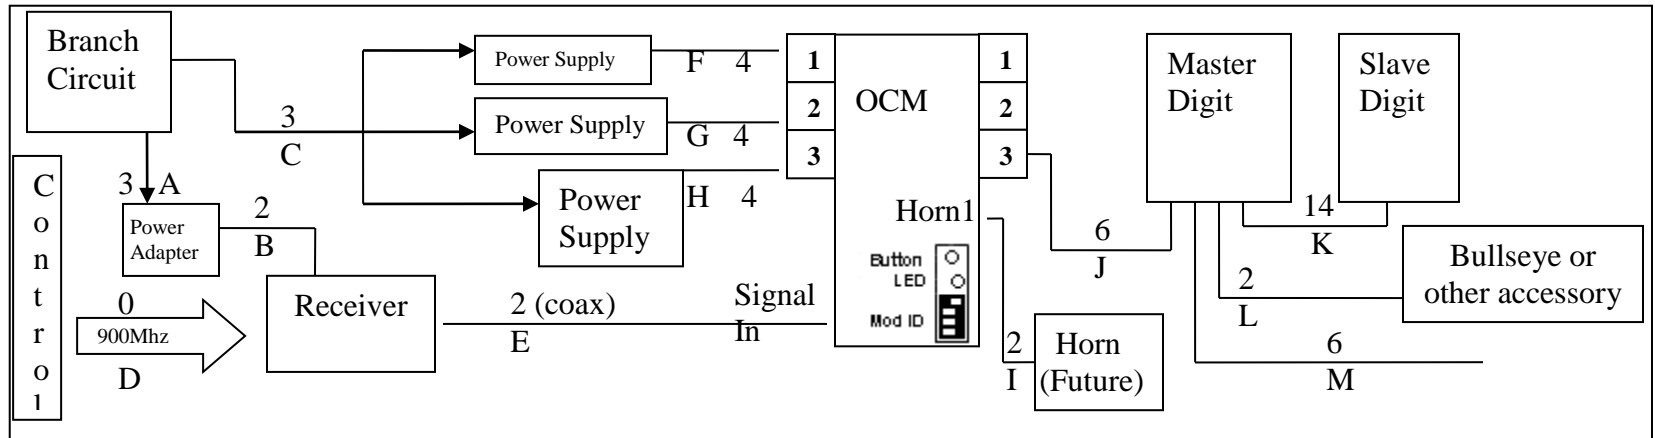 Branch
Circuit
3
C
3 A
Power
Adapter
2
B
C
o
n
t
r
o
l
0
900Mhz
D
Receiver
2 (coax)
E
Signal
In
Power Supply
F 4
Power Supply
G 4
Power
Supply
H 4
1
2
3
OCM
1
2
3
Horn1
Button
LED
Mod ID
2
I
Horn
(Future)
6
J
Master
Digit
Slave
Digit
14
K
2
L
Bullseye or
other accessory
6
M